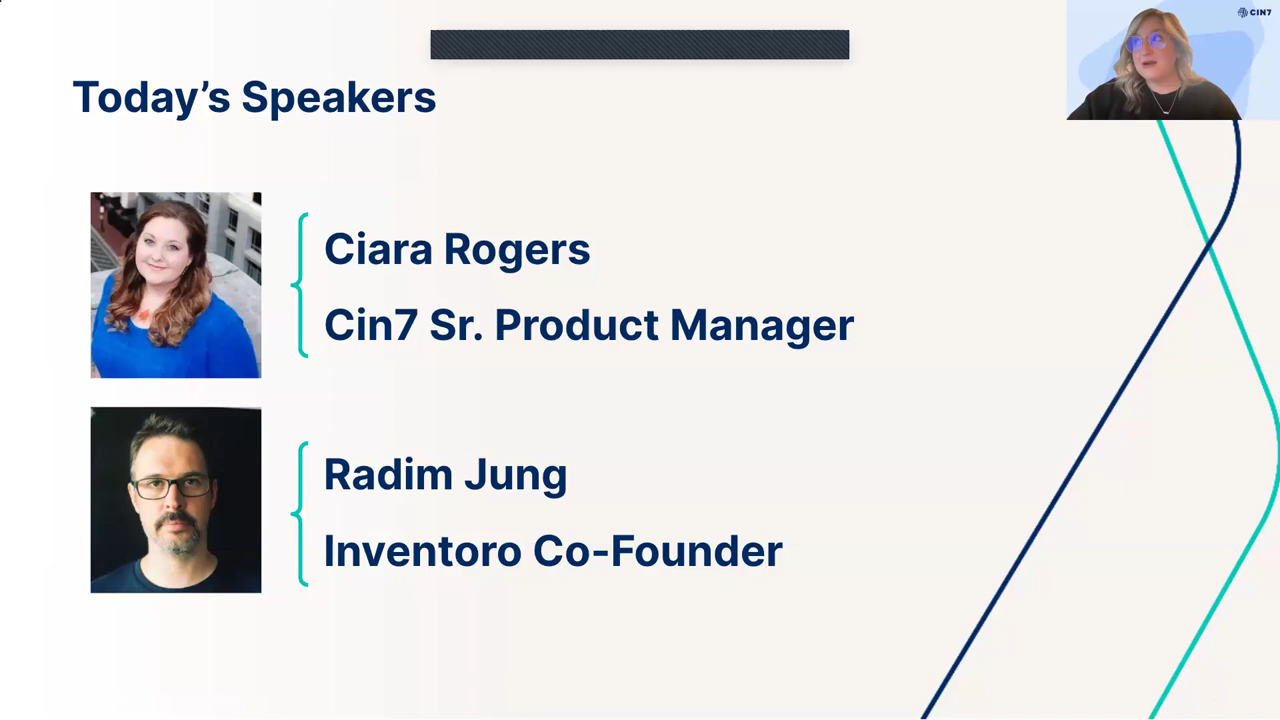 CIN7
Today’s Speakers
Ciara Rogers
Cin7 Sr. Product Manager
Radim Jung
Inventoro Co-Founder